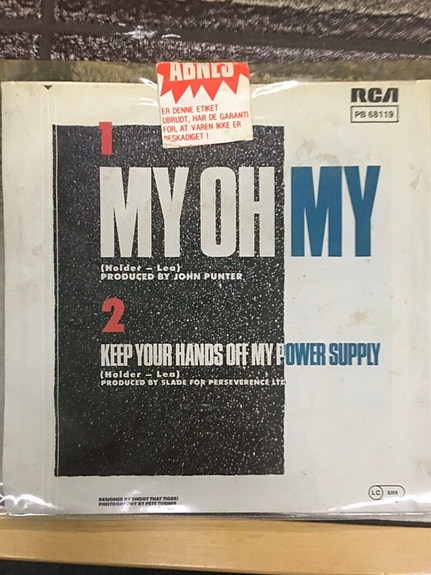 ÅBNES
ER DENNE ETIKET
UBRUDT, HAR DE GARANTI
FOR, AT VAREN IKKE ER
BESKADIGET !
RCA
PB 68119
1
MY OH MY
(Holder – Lea)
PRODUCED BY JOHN PUNTER
2
KEEP YOUR HANDS OFF MY POWER SUPPLY
(Holder – Lea)
PRODUCED BY SLADE FOR PERSEVERENCE LTD
DESIGNED BY SHOOT THAT TIGER!
PHOTOGRAPHY BY PETE TURNER
LC